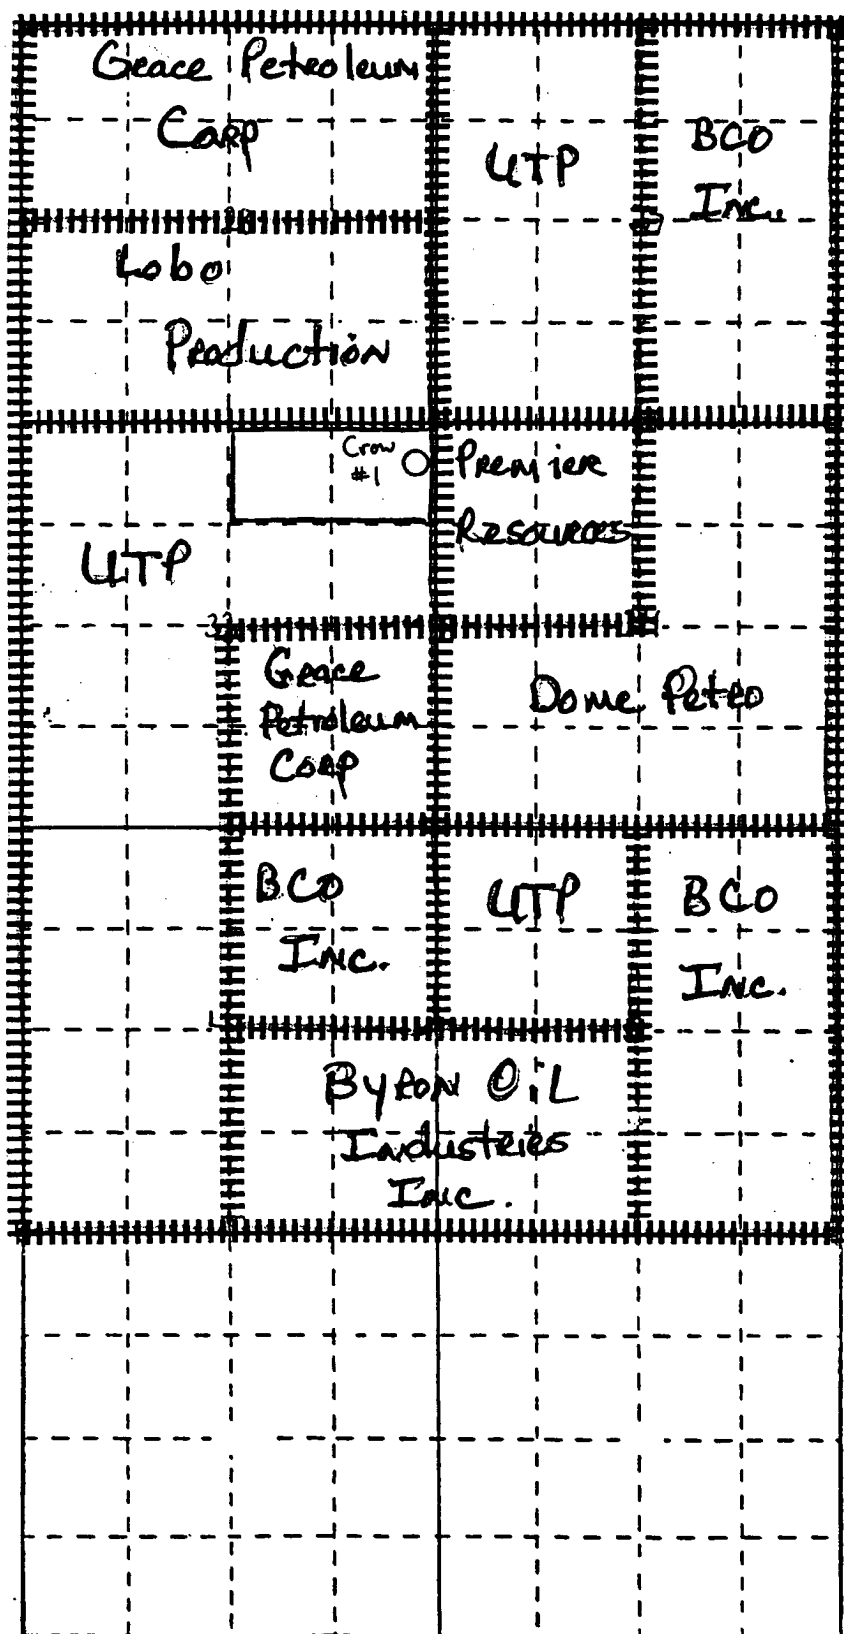 Grace Petroleum
Corp
UTP
BCO
Inc.
Lobo
Production
Crow
#1
Premiere
Resources
UTP
Grace
Petroleum
Corp
Dome Petro
BCO
Inc.
UTP
BCO
Inc.
Byron Oil
Industries
Inc.